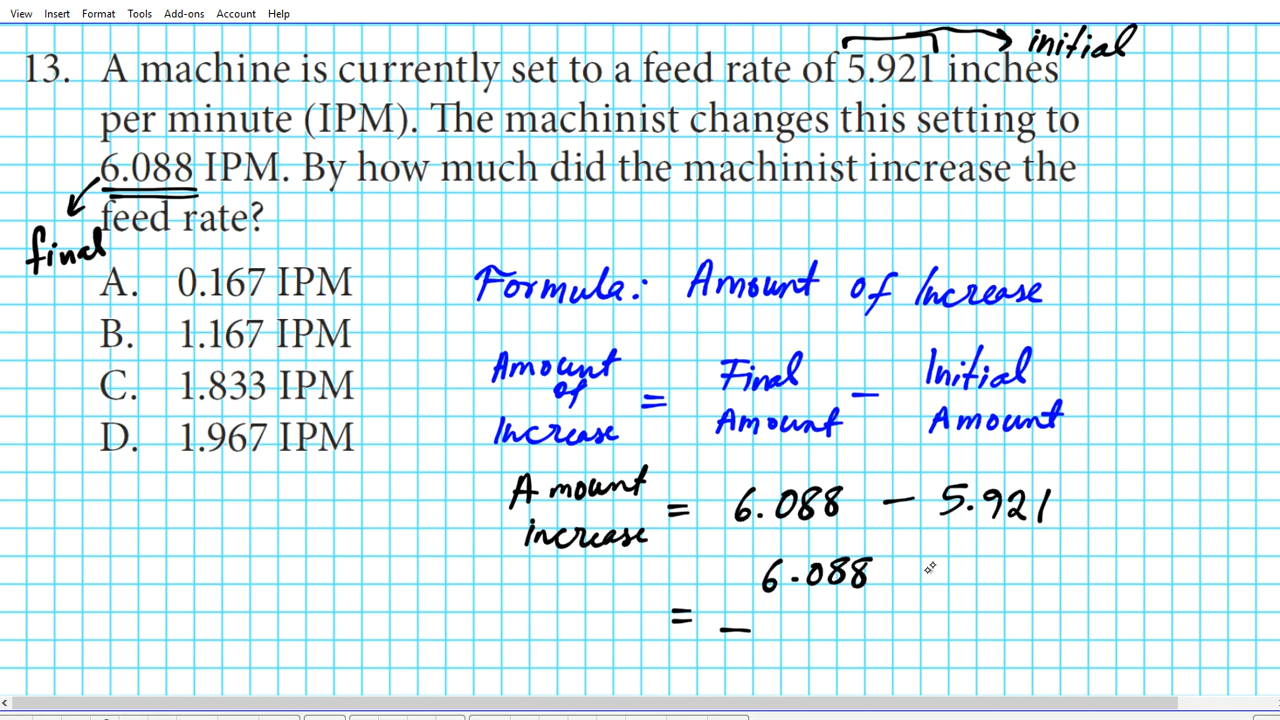 View Insert Format Tools Add-ons Account Help
initial
13. A machine is currently set to a feed rate of 5.921 inches
per minute (IPM). The machinist changes this setting to
6.088 IPM. By how much did the machinist increase the
feed rate?
final
A. 0.167 IPM
B. 1.167 IPM
C. 1.833 IPM
D. 1.967 IPM
Formula: Amount of Increase
Amount of Increase = Final Amount - Initial Amount
Amount increase = 6.088 - 5.921
6.088
= -